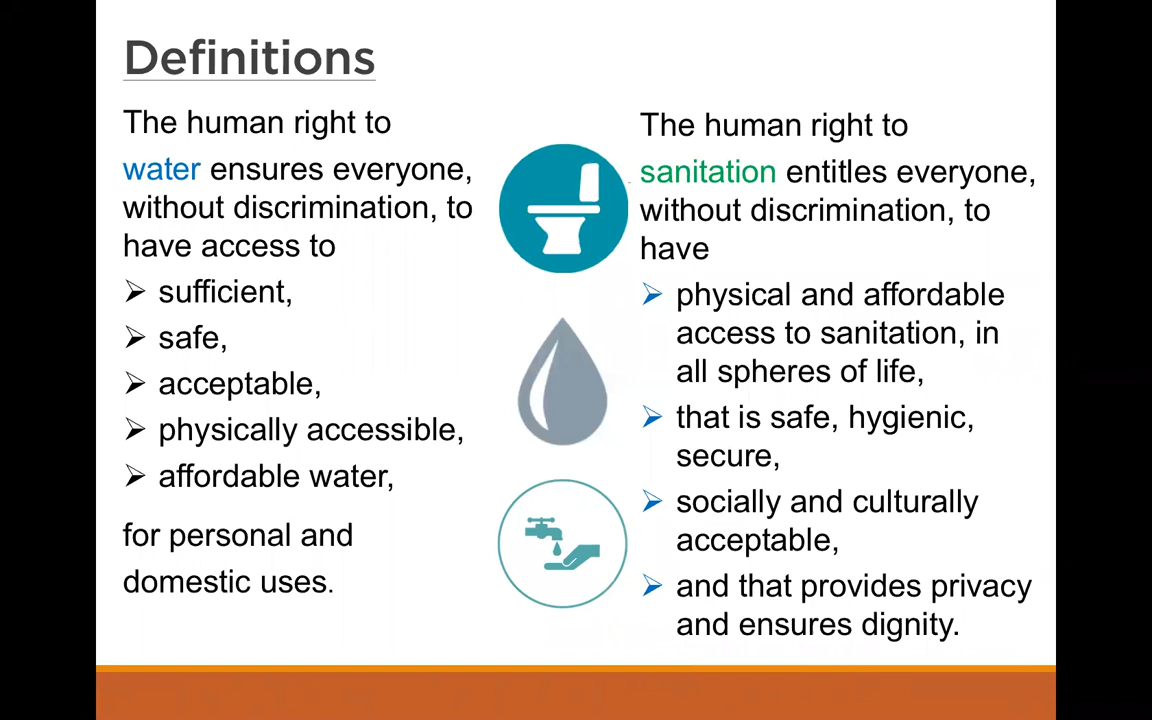 Definitions
The human right to
water ensures everyone,
without discrimination, to
have access to
➢ sufficient,
➢ safe,
➢ acceptable,
➢ physically accessible,
➢ affordable water,
for personal and
domestic uses.
The human right to
sanitation entitles everyone,
without discrimination, to
have
➢ physical and affordable
access to sanitation, in
all spheres of life,
➢ that is safe, hygienic,
secure,
➢ socially and culturally
acceptable,
➢ and that provides privacy
and ensures dignity.